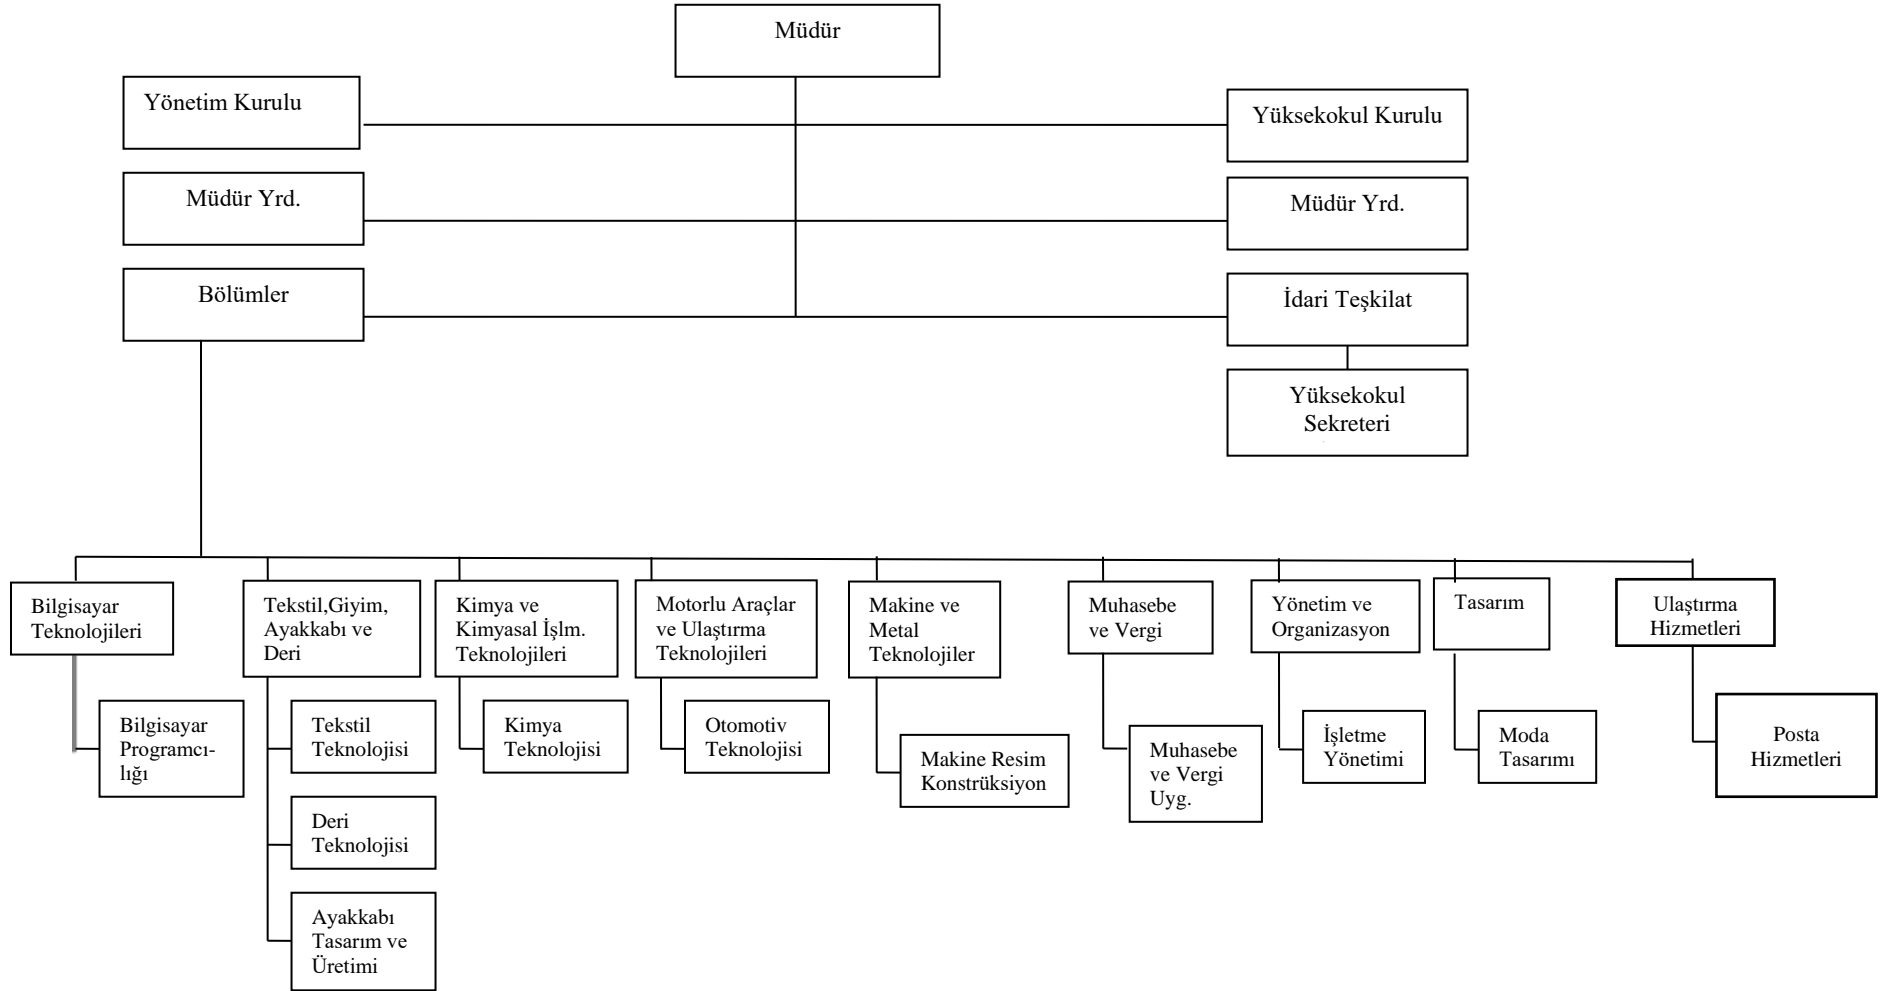 Müdür
Yönetim Kurulu
Yüksekokul Kurulu
Müdür Yrd.
Müdür Yrd.
Bölümler
İdari Teşkilat
Yüksekokul
Sekreteri
Bilgisayar
Teknolojileri
Tekstil,Giyim,
Ayakkabı ve
Deri
Kimya ve
Kimyasal İşlm.
Teknolojileri
Motorlu Araçlar
ve Ulaştırma
Teknolojileri
Makine ve
Metal
Teknolojiler
Muhasebe
ve Vergi
Yönetim ve
Organizasyon
Tasarım
Ulaştırma
Hizmetleri
Bilgisayar
Programcı-
lığı
Tekstil
Teknolojisi
Kimya
Teknolojisi
Otomotiv
Teknolojisi
Makine Resim
Konstrüksiyon
Muhasebe
ve Vergi
Uyg.
İşletme
Yönetimi
Moda
Tasarımı
Posta
Hizmetleri
Deri
Teknolojisi
Ayakkabı
Tasarım ve
Üretimi